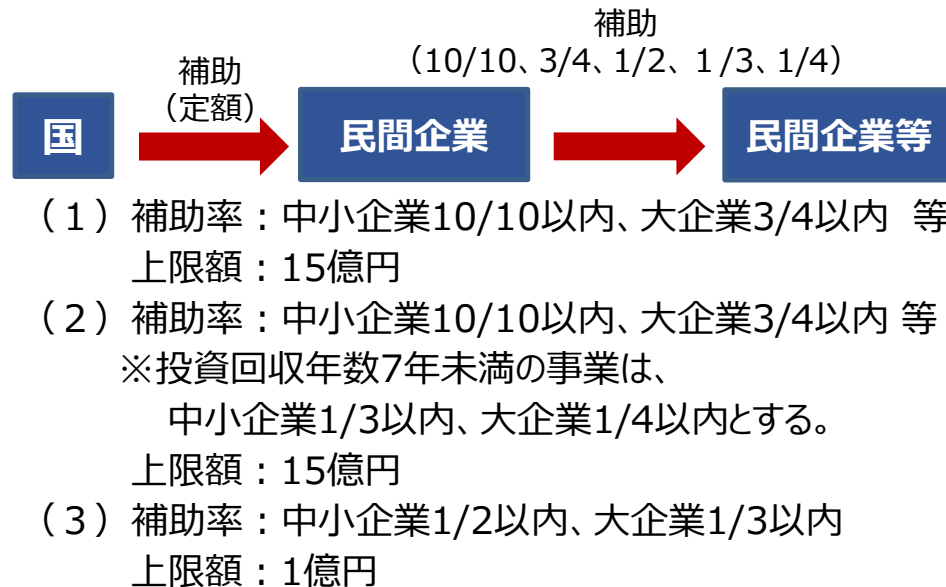 補助
（10/10、3/4、1/2、1/3、1/4）
補助
（定額）
国
民間企業
民間企業等
（1）補助率：中小企業10/10以内、大企業3/4以内 等
上限額：15億円
（2）補助率：中小企業10/10以内、大企業3/4以内 等
※投資回収年数7年未満の事業は、
中小企業1/3以内、大企業1/4以内とする。
上限額：15億円
（3）補助率：中小企業1/2以内、大企業1/3以内
上限額：1億円